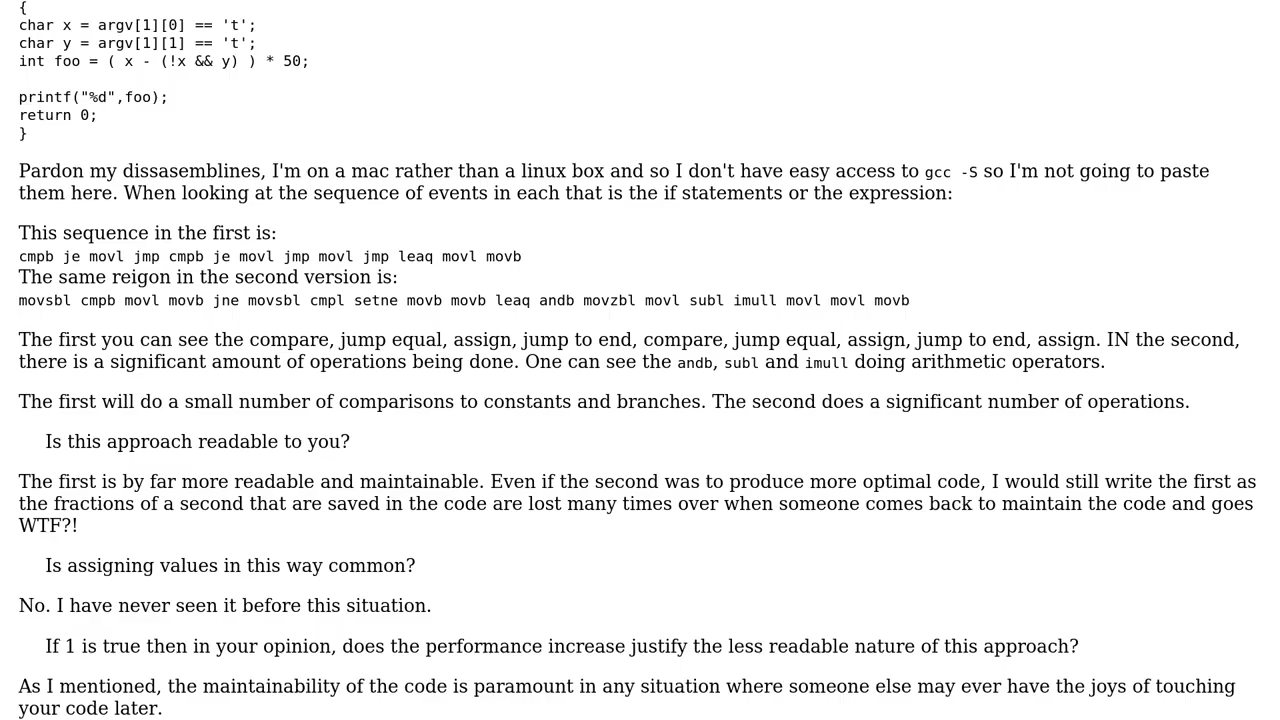 {
char x = argv[1][0] == 't';
char y = argv[1][1] == 't';
int foo = ( x - (!x && y) ) * 50;
printf("%d",foo);
return 0;
}
Pardon my dissasemblines, I'm on a mac rather than a linux box and so I don't have easy access to gcc -S so I'm not going to paste
them here. When looking at the sequence of events in each that is the if statements or the expression:
This sequence in the first is:
cmpb je movl jmp cmpb je movl jmp movl jmp leaq movl movb
The same reigon in the second version is:
movsbl cmpb movl movb jne movsbl cmpl setne movb movb leaq andb movzbl movl subl imull movl movl movb
The first you can see the compare, jump equal, assign, jump to end, compare, jump equal, assign, jump to end, assign. IN the second,
there is a significant amount of operations being done. One can see the andb, subl and imull doing arithmetic operators.
The first will do a small number of comparisons to constants and branches. The second does a significant number of operations.
Is this approach readable to you?
The first is by far more readable and maintainable. Even if the second was to produce more optimal code, I would still write the first as
the fractions of a second that are saved in the code are lost many times over when someone comes back to maintain the code and goes
WTF?!
Is assigning values in this way common?
No. I have never seen it before this situation.
If 1 is true then in your opinion, does the performance increase justify the less readable nature of this approach?
As I mentioned, the maintainability of the code is paramount in any situation where someone else may ever have the joys of touching
your code later.